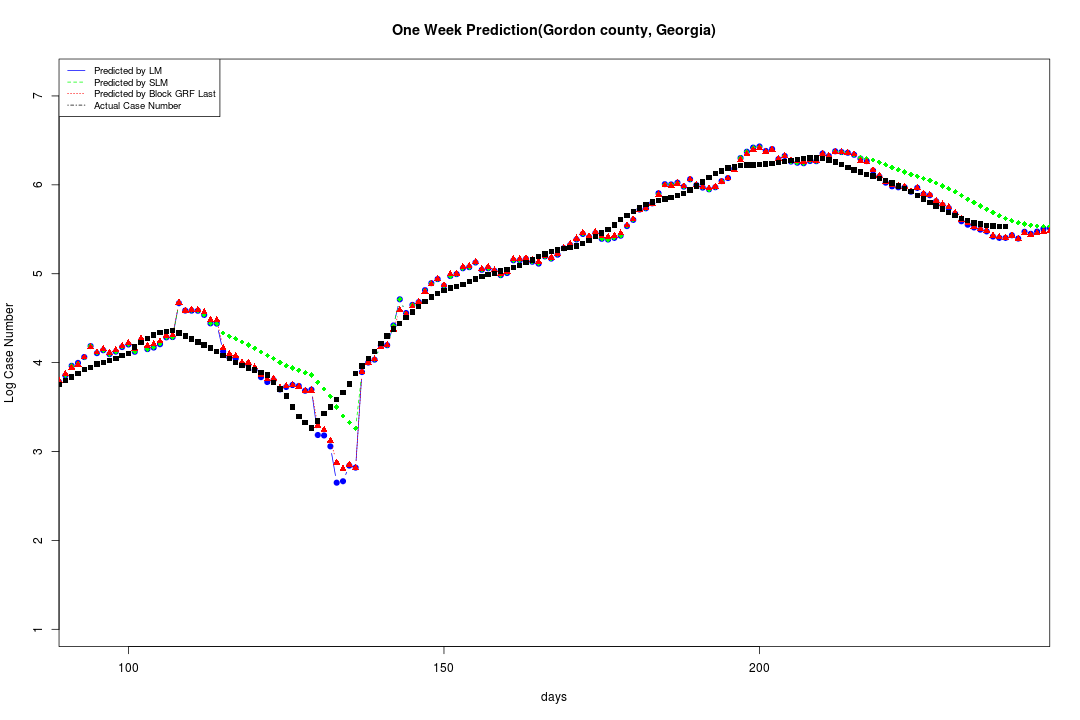 One Week Prediction(Gordon county, Georgia)
Predicted by LM
Predicted by SLM
Predicted by Block GRF Last
Actual Case Number
Log Case Number
7
6
5
4
3
2
1
100 150 200
days